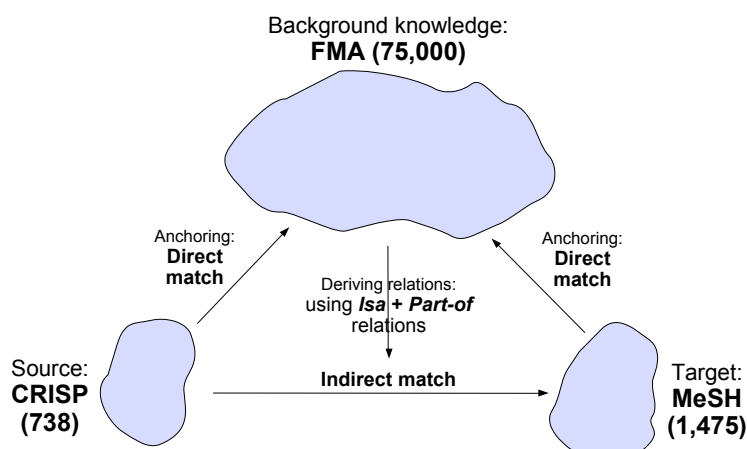 Background knowledge:
FMA (75,000)
Anchoring:
Direct
match
Anchoring:
Direct
match
Deriving relations:
using Isa + Part-of
relations
Source:
CRISP
(738)
Indirect match
Target:
MeSH
(1,475)